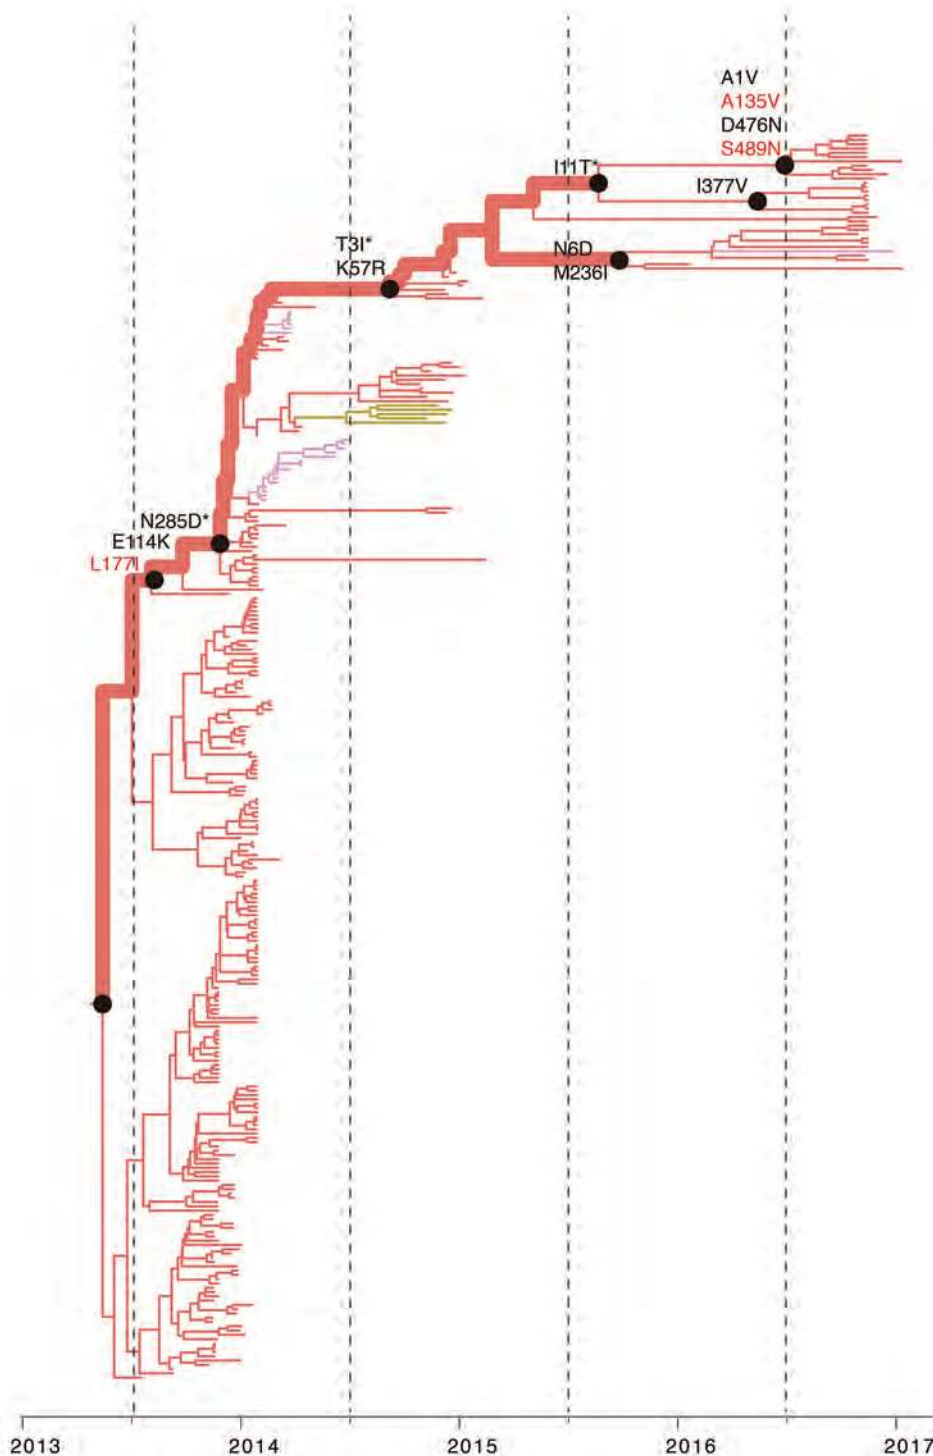 A1V
A135V
D476N
S489N
I11T*
I377V
T3I*
K57R
N6D
M236I
N285D*
E114K
L177I
2013 2014 2015 2016 2017